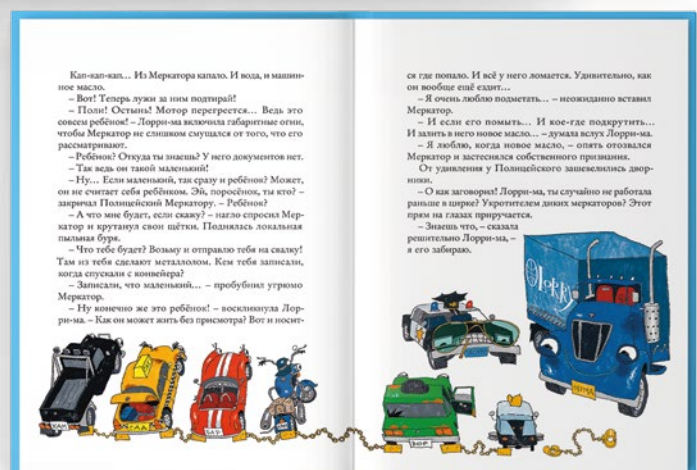 Кап-кап-кап... Из Меркатора капало. И вода, и машин-
ное масло.
– Вот! Теперь лужи за ним подтирай!
– Поли! Остынь! Мотор перегреется... Ведь это
совсем ребёнок! – Лорри-ма включила габаритные огни,
чтобы Меркатор не слишком смущался от того, что его
рассматривают.
– Ребёнок? Откуда ты знаешь? У него документов нет.
– Так ведь он такой маленький!
– Ну... Если маленький, так сразу и ребёнок? Может,
он не считает себя ребёнком. Эй, поросёнок, ты кто? –
закричал Полицейский Меркатору. – Ребёнок?
– А что мне будет, если скажу? – нагло спросил Мер-
катор и крутанул свои щётки. Поднялась локальная
пыльная буря.
– Что тебе будет? Возьму и отправлю тебя на свалку!
Там из тебя сделают металлолом. Кем тебя записали,
когда спускали с конвейера?
– Записали, что маленький... – пробубнил угрюмо
Меркатор.
– Ну конечно же это ребёнок! – воскликнула Лор-
ри-ма. – Как он может жить без присмотра? Вот и носит-
ся где попало. И всё у него ломается. Удивительно, как
он вообще ещё ездит...
– Я очень люблю подметать... – неожиданно вставил
Меркатор.
– И если его помыть... И кое-где подкрутить...
И залить в него новое масло... – думала вслух Лорри-ма.
– Я люблю, когда новое масло, – опять отозвался
Меркатор и застеснялся собственного признания.
От удивления у Полицейского зашевелились двор-
ники.
– О как заговорил! Лорри-ма, ты случайно не работала
раньше в цирке? Укротителем диких меркаторов? Этот
прям на глазах приручается.
– Знаешь что, – сказала
решительно Лорри-ма, –
я его забираю.
LORRY
ВОР